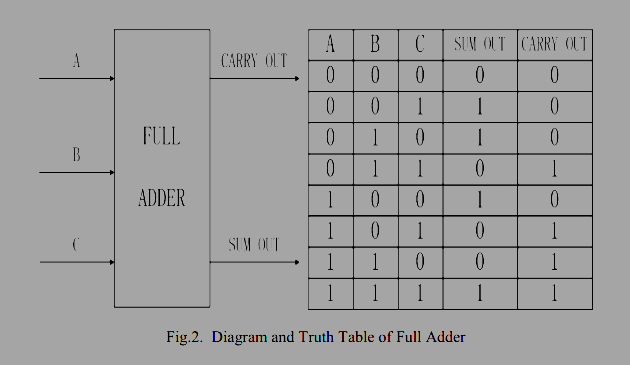 A
B
C
FULL
ADDER
CARRY OUT
SUM OUT
A B C SUM OUT CARRY OUT
0 0 0 0 0
0 0 1 1 0
0 1 0 1 0
0 1 1 0 1
1 0 0 1 0
1 0 1 0 1
1 1 0 0 1
1 1 1 1 1
Fig.2. Diagram and Truth Table of Full Adder